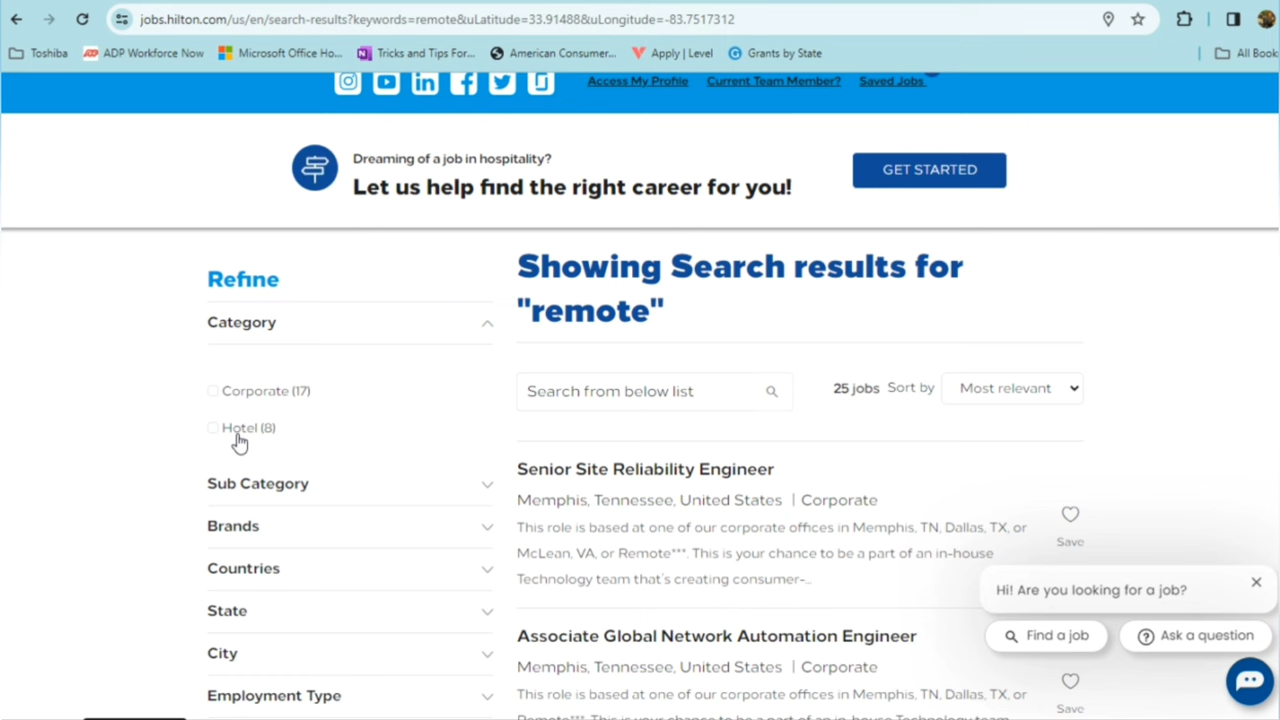 jobs.hilton.com/us/en/search-results?keywords=remote&uLatitude=33.91488&uLongitude=-83.7517312
Toshiba ADP Workforce Now Microsoft Office Ho... Tricks and Tips For... American Consumer... Apply | Level Grants by State All Book
Access My Profile Current Team Member? Saved Jobs
Dreaming of a job in hospitality?
Let us help find the right career for you!
GET STARTED
Refine
Category
Corporate (17)
Hotel (8)
Sub Category
Brands
Countries
State
City
Employment Type
Showing Search results for
"remote"
Search from below list
25 jobs Sort by Most relevant
Senior Site Reliability Engineer
Memphis, Tennessee, United States | Corporate
This role is based at one of our corporate offices in Memphis, TN, Dallas, TX, or
McLean, VA, or Remote***. This is your chance to be a part of an in-house
Technology team that's creating consumer-...
Save
Associate Global Network Automation Engineer
Memphis, Tennessee, United States | Corporate
This role is based at one of our corporate offices in Memphis, TN, Dallas, TX, or
Remote***. This is your chance to be a part of an in-house Technology team
Save
Hi! Are you looking for a job?
Find a job
Ask a question